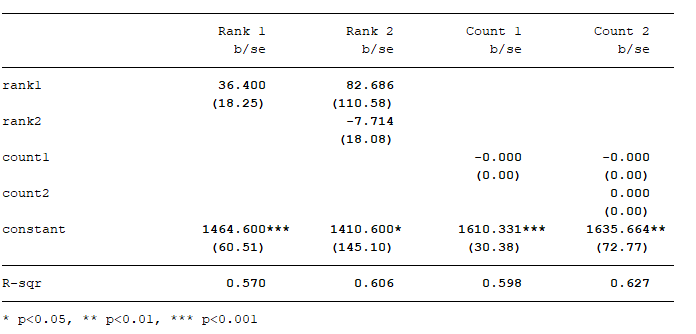 Rank 1 Rank 2 Count 1 Count 2
b/se b/se b/se b/se
rank1 36.400 82.686
(18.25) (110.58)
rank2 -7.714
(18.08)
count1 -0.000 -0.000
(0.00) (0.00)
count2 0.000
(0.00)
constant 1464.600*** 1410.600* 1610.331*** 1635.664**
(60.51) (145.10) (30.38) (72.77)
R-sqr 0.570 0.606 0.598 0.627
* p<0.05, ** p<0.01, *** p<0.001